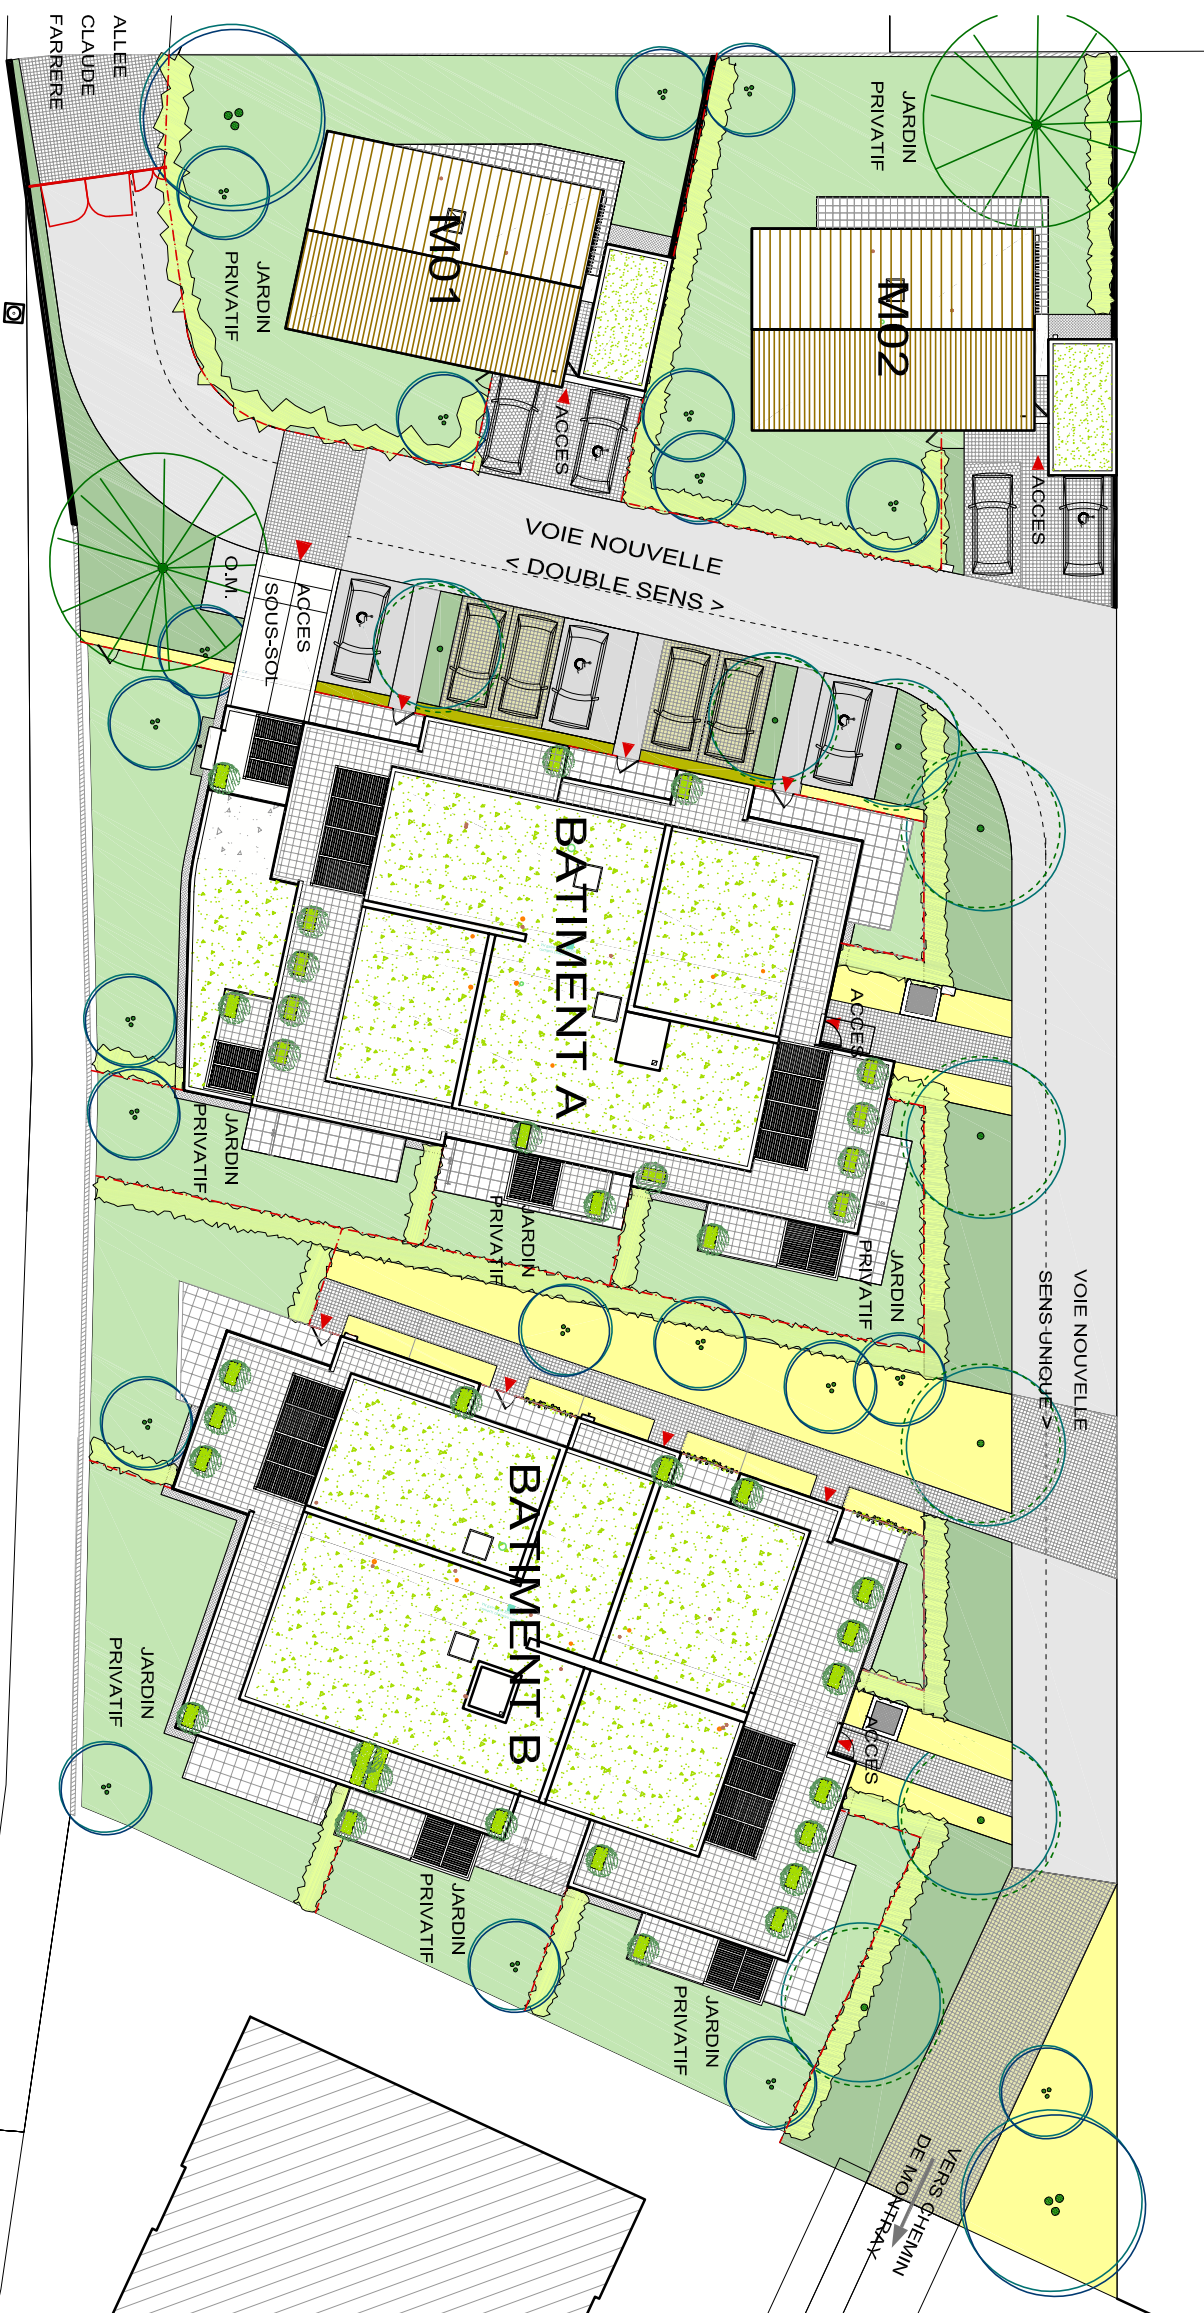 ALLEE
CLAUDE
FARRERE
JARDIN
PRIVATIF
JARDIN
PRIVATIF
M01
M02
ACCES
ACCES
VOIE NOUVELLE
< DOUBLE SENS >
O.M.
ACCES
SOUS-SOL
BATIMENT A
ACCES
JARDIN
PRIVATIF
JARDIN
PRIVATIF
JARDIN
PRIVATIF
VOIE NOUVELLE
SENS UNIQUE >
BATIMENT B
ACCES
JARDIN
PRIVATIF
JARDIN
PRIVATIF
JARDIN
PRIVATIF
VERS CHEMIN
DE MONTRAY